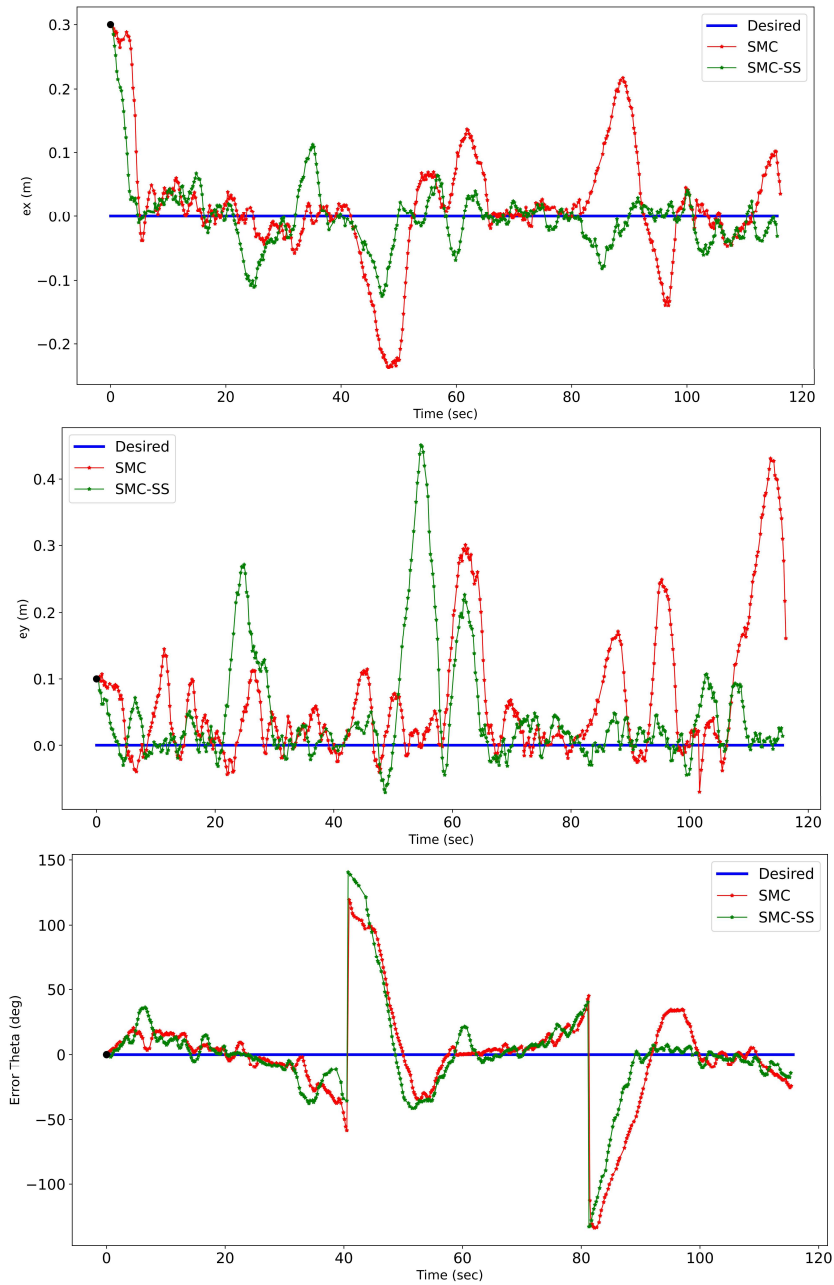 0.3
0.2
0.1
0.0
−0.1
−0.2
ex (m)
Desired
SMC
SMC-SS
0 20 40 60 80 100 120
Time (sec)
Desired
SMC
SMC-SS
0.4
0.3
0.2
0.1
0.0
ey (m)
0 20 40 60 80 100 120
Time (sec)
150
100
50
0
−50
−100
Error Theta (deg)
Desired
SMC
SMC-SS
0 20 40 60 80 100 120
Time (sec)